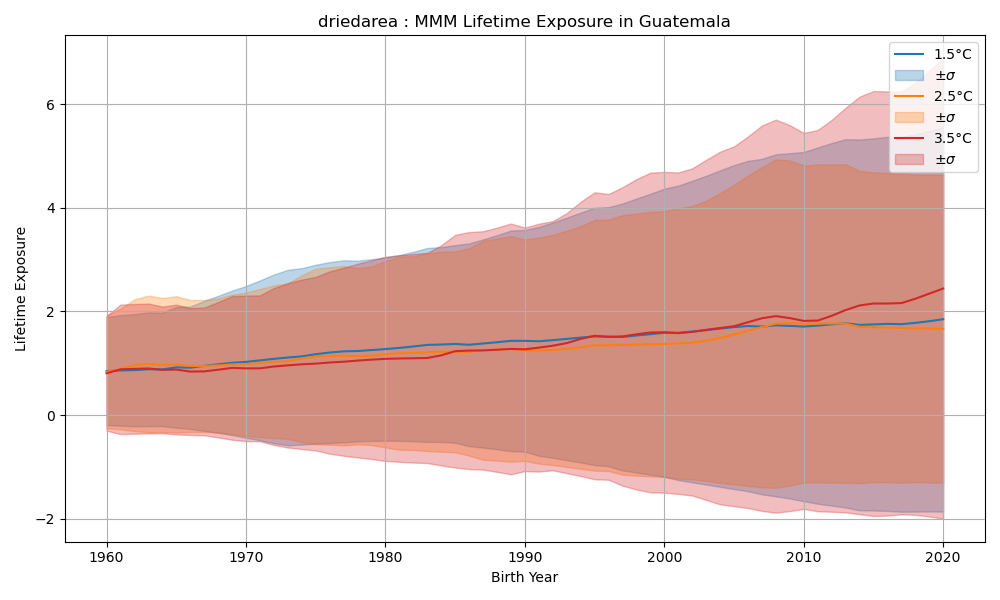 driedarea : MMM Lifetime Exposure in Guatemala
1.5°C
±σ
2.5°C
±σ
3.5°C
±σ
Lifetime Exposure
6
4
2
0
−2
1960 1970 1980 1990 2000 2010 2020
Birth Year